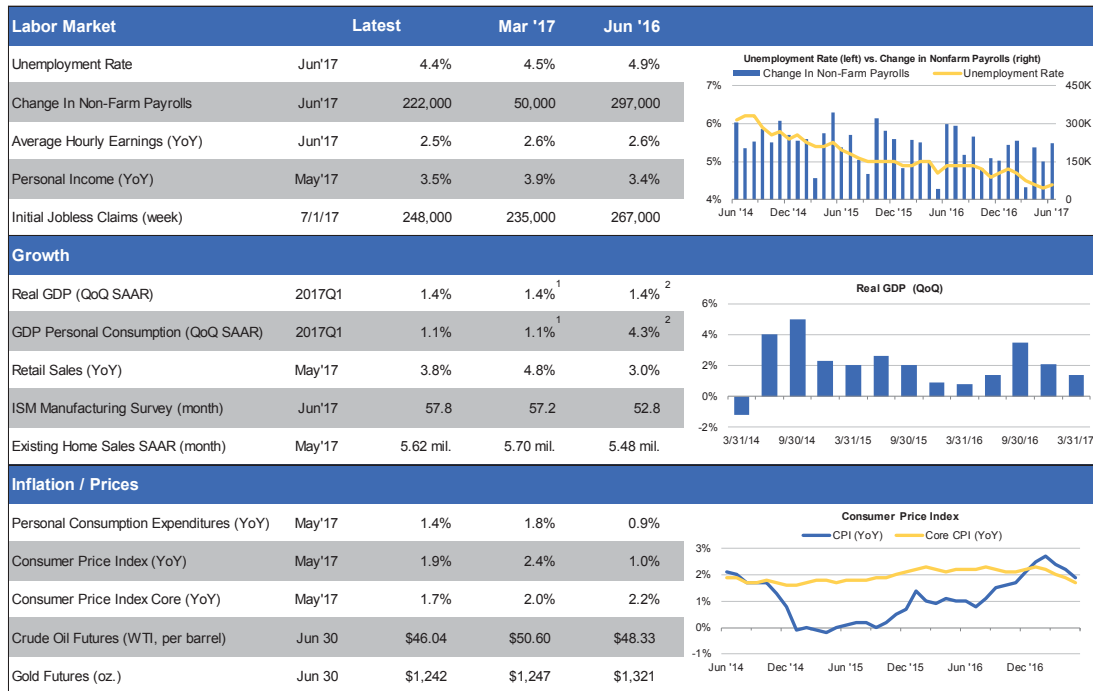 Labor Market Latest Mar '17 Jun '16
Unemployment Rate Jun'17 4.4% 4.5% 4.9%
Change In Non-Farm Payrolls Jun'17 222,000 50,000 297,000
Average Hourly Earnings (YoY) Jun'17 2.5% 2.6% 2.6%
Personal Income (YoY) May'17 3.5% 3.9% 3.4%
Initial Jobless Claims (week) 7/1/17 248,000 235,000 267,000
Unemployment Rate (left) vs. Change in Nonfarm Payrolls (right)
Change In Non-Farm Payrolls Unemployment Rate
7% 450K
6% 300K
5% 150K
4% 0
Jun '14 Dec '14 Jun '15 Dec '15 Jun '16 Dec '16 Jun '17
Growth
Real GDP (QoQ SAAR) 2017Q1 1.4% 1.4% 1 1.4% 2
GDP Personal Consumption (QoQ SAAR) 2017Q1 1.1% 1.1% 1 4.3% 2
Retail Sales (YoY) May'17 3.8% 4.8% 3.0%
ISM Manufacturing Survey (month) Jun'17 57.8 57.2 52.8
Existing Home Sales SAAR (month) May'17 5.62 mil. 5.70 mil. 5.48 mil.
Real GDP (QoQ)
6%
4%
2%
0%
-2%
3/31/14 9/30/14 3/31/15 9/30/15 3/31/16 9/30/16 3/31/17
Inflation / Prices
Personal Consumption Expenditures (YoY) May'17 1.4% 1.8% 0.9%
Consumer Price Index (YoY) May'17 1.9% 2.4% 1.0%
Consumer Price Index Core (YoY) May'17 1.7% 2.0% 2.2%
Crude Oil Futures (WTI, per barrel) Jun 30 $46.04 $50.60 $48.33
Gold Futures (oz.) Jun 30 $1,242 $1,247 $1,321
Consumer Price Index
CPI (YoY) Core CPI (YoY)
3%
2%
1%
0%
-1%
Jun '14 Dec '14 Jun '15 Dec '15 Jun '16 Dec '16